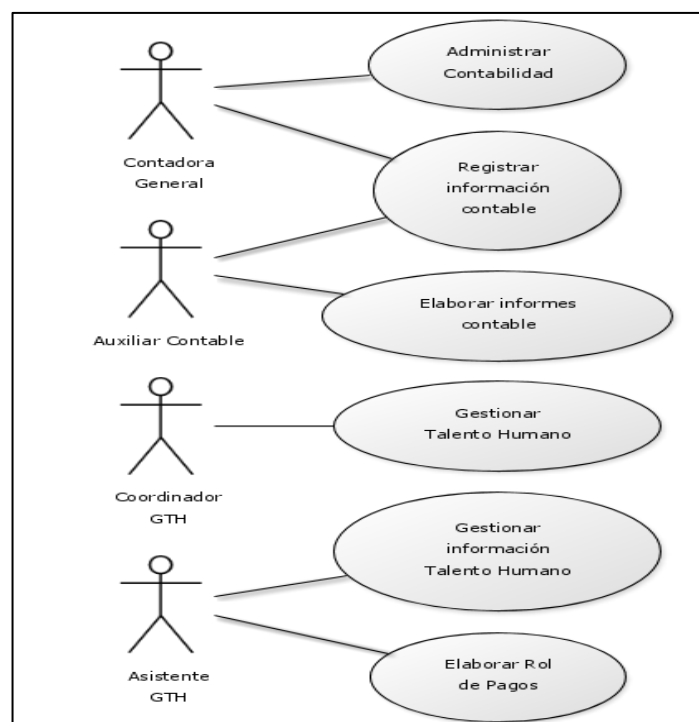 Administrar
Contabilidad
Contadora
General
Registrar
información
contable
Auxiliar Contable
Elaborar informes
contable
Coordinador
GTH
Gestionar
Talento Humano
Gestionar
información
Talento Humano
Asistente
GTH
Elaborar Rol
de Pagos